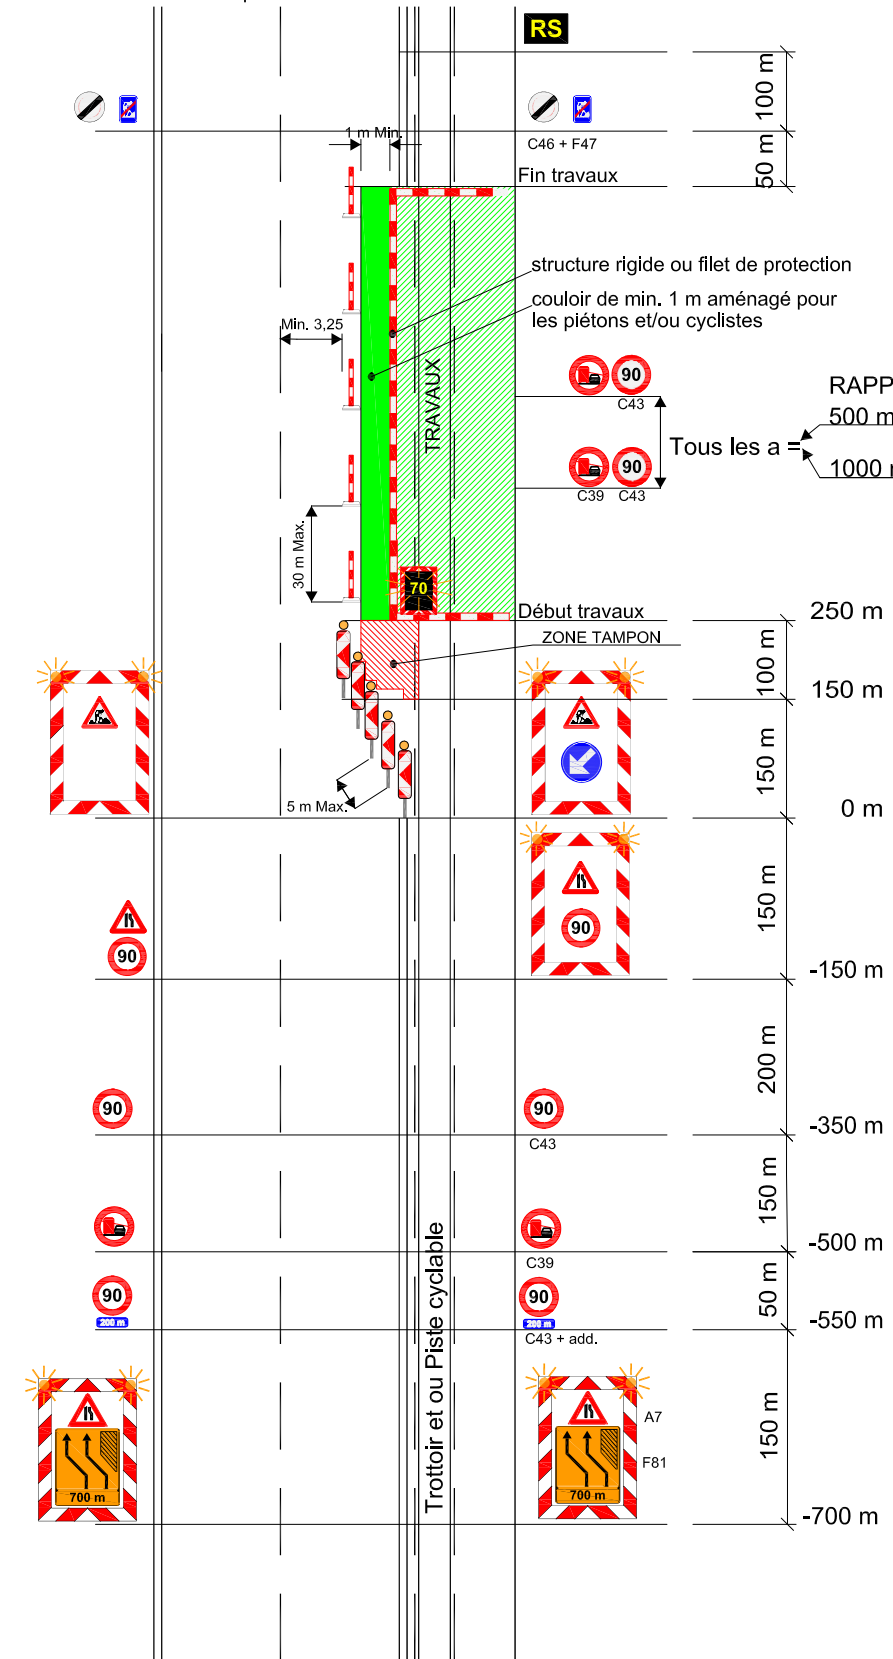 RS
100 m
C46 + F47
1 m Min.
50 m
Fin travaux
structure rigide ou filet de protection
couloir de min. 1 m aménagé pour
les piétons et/ou cyclistes
Min. 3,25
TRAVAUX
90
C43
RAPP
500 m
Tous les a =
1000
90
C39
C43
30 m Max.
70
Début travaux
250 m
ZONE TAMPON
100 m
150 m
150 m
5 m Max.
0 m
150 m
90
90
-150 m
200 m
90
90
C43
-350 m
150 m
C39
-500 m
90
200 m
90
200 m
C43 + add.
50 m
-550 m
Trottoir et ou Piste cyclable
A7
F81
700 m
700 m
150 m
-700 m